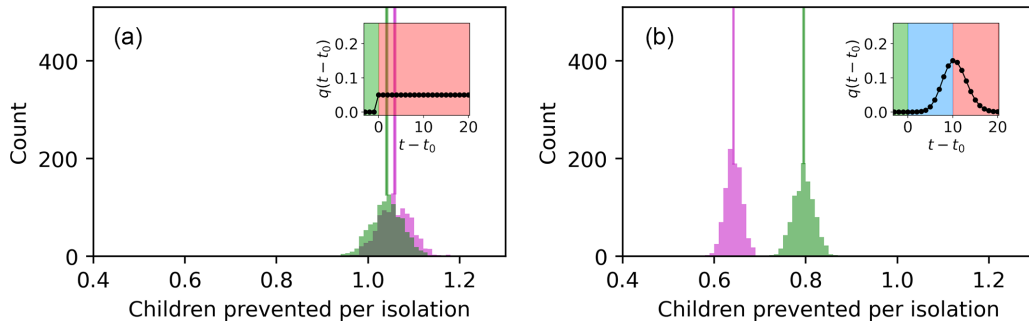 (a)
q(t − t₀)
0.2
0.1
0.0
0 10 20
t − t₀
Count
400
200
0
0.4 0.6 0.8 1.0 1.2
Children prevented per isolation
(b)
q(t − t₀)
0.2
0.1
0.0
0 10 20
t − t₀
Count
400
200
0
0.4 0.6 0.8 1.0 1.2
Children prevented per isolation